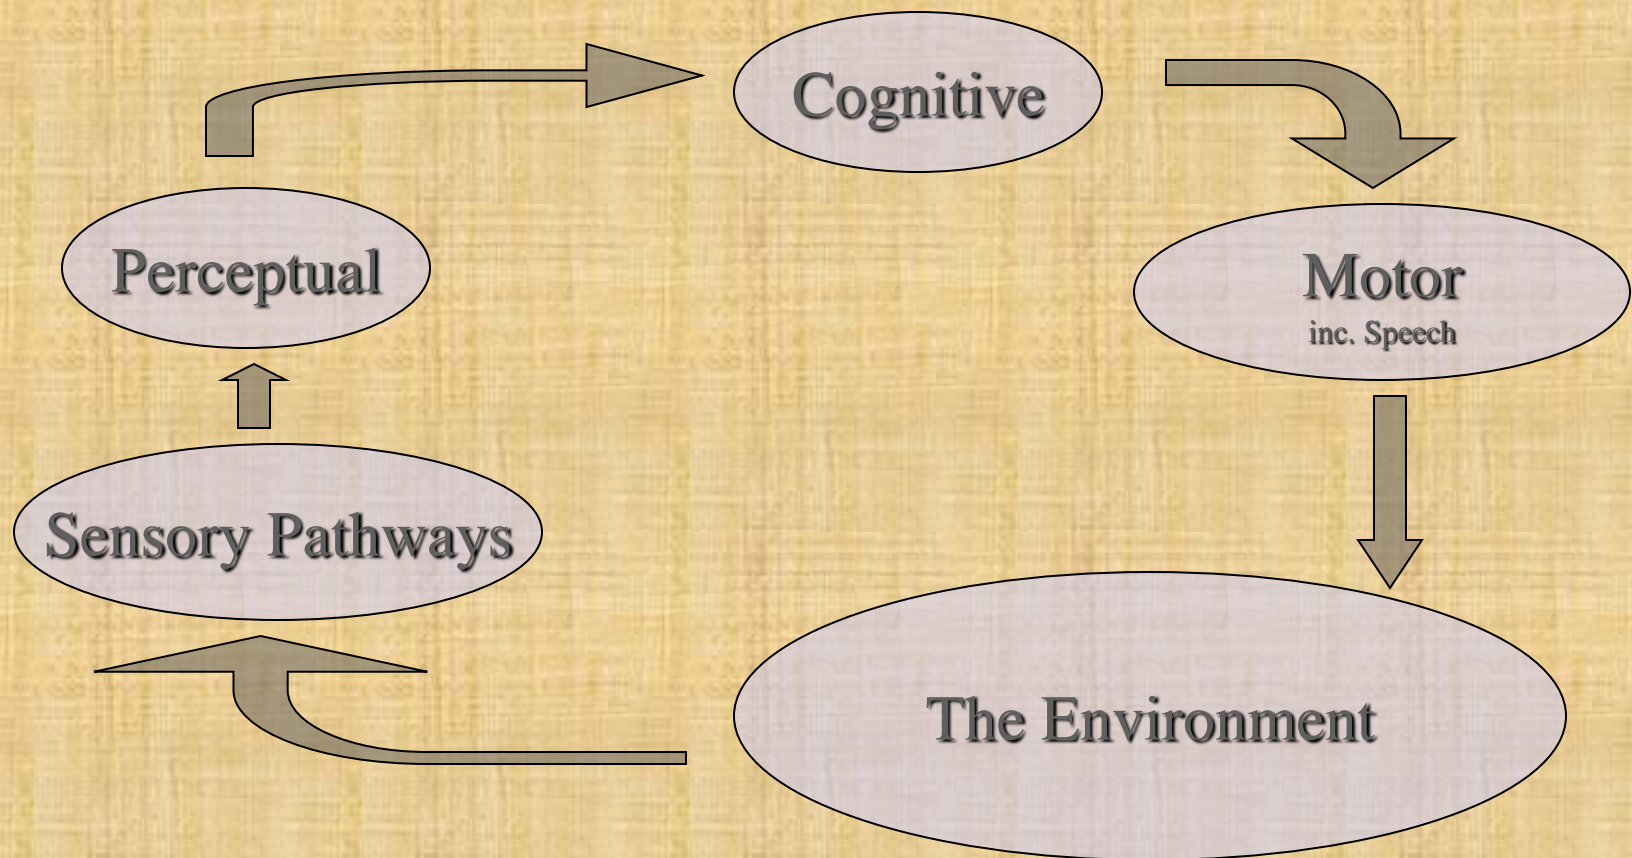 Cognitive
Perceptual
Motor
inc. Speech
Sensory Pathways
The Environment